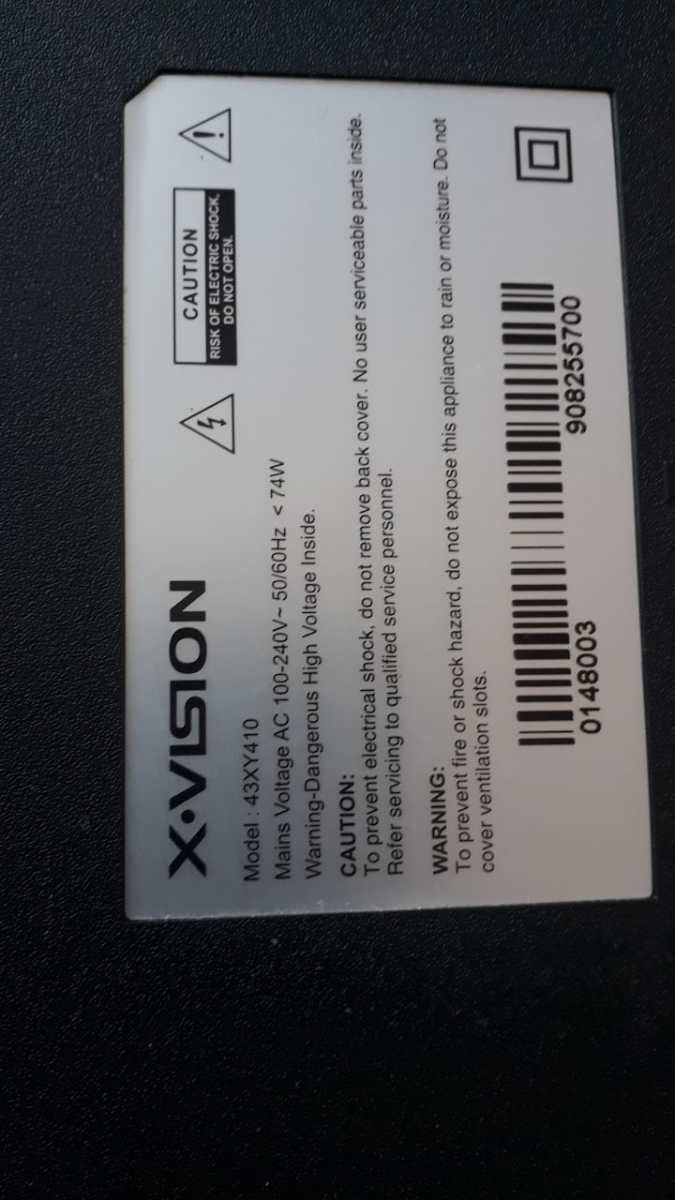 X·VISION
CAUTION
RISK OF ELECTRIC SHOCK.
DO NOT OPEN.
Model : 43XY410
Mains Voltage AC 100-240V~ 50/60Hz < 74W
Warning-Dangerous High Voltage Inside.
CAUTION:
To prevent electrical shock, do not remove back cover. No user serviceable parts inside.
Refer servicing to qualified service personnel.
WARNING:
To prevent fire or shock hazard, do not expose this appliance to rain or moisture. Do not
cover ventilation slots.
0148003 908255700